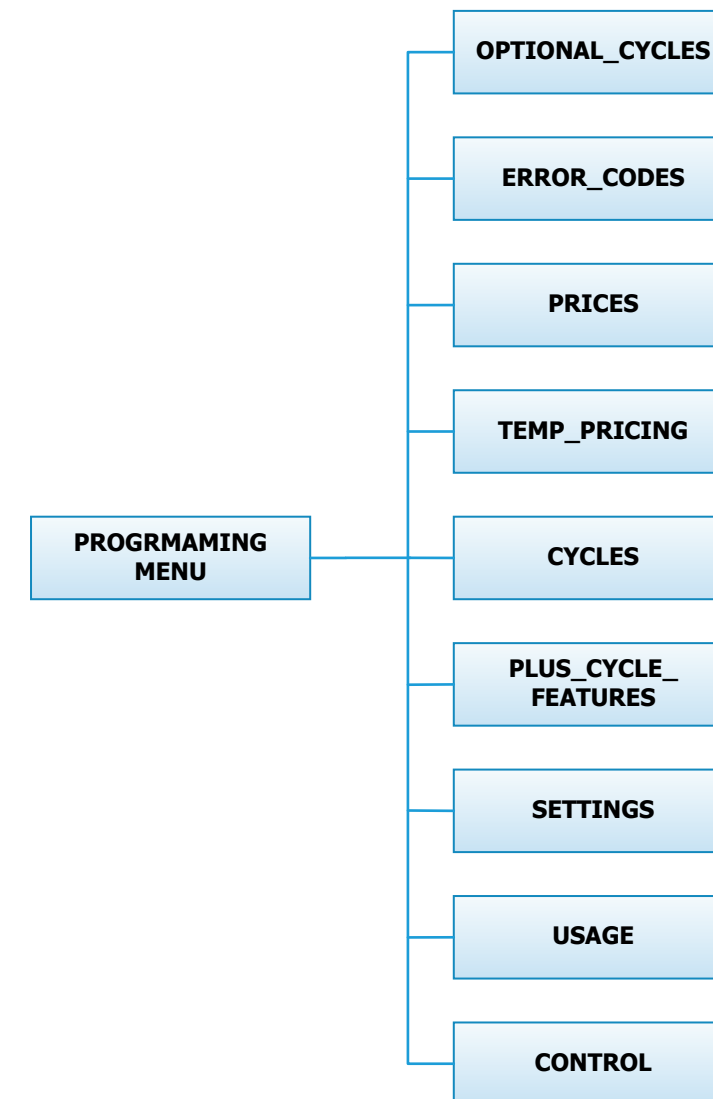 OPTIONAL_CYCLES
ERROR_CODES
PRICES
TEMP_PRICING
PROGRMAMING
MENU
CYCLES
PLUS_CYCLE_
FEATURES
SETTINGS
USAGE
CONTROL